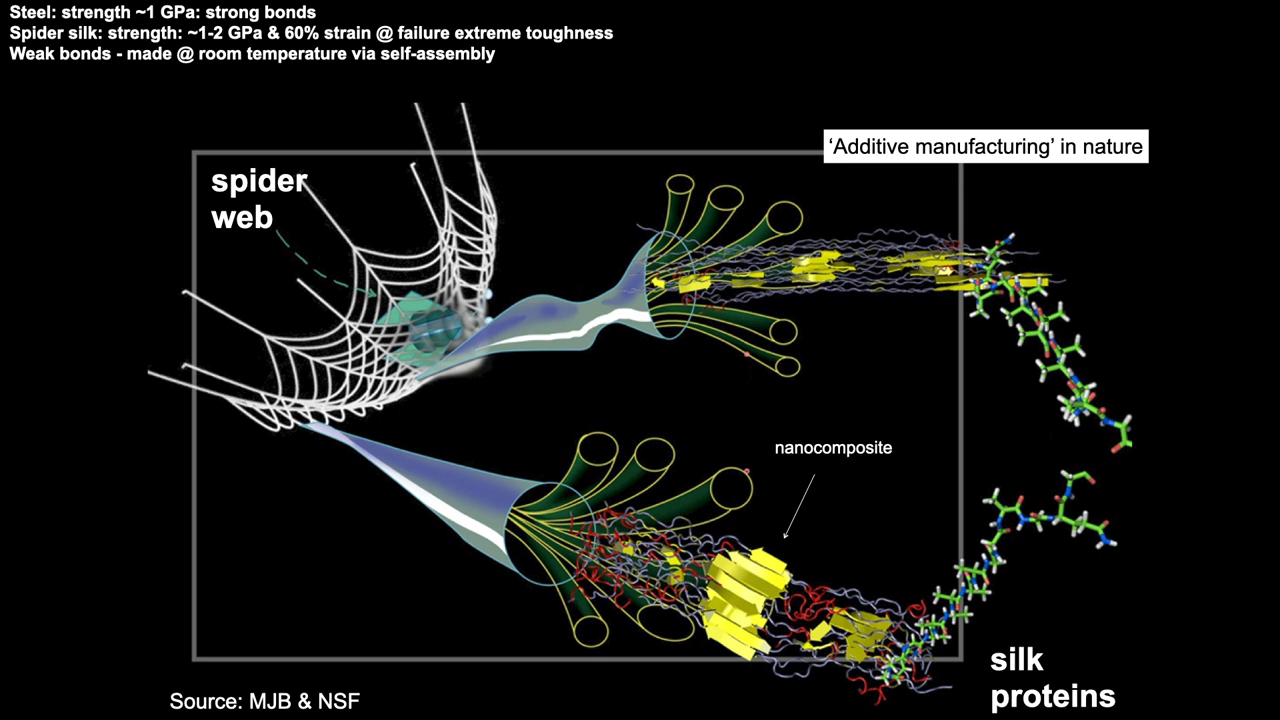 Steel: strength ~1 GPa: strong bonds
Spider silk: strength: ~1-2 GPa & 60% strain @ failure extreme toughness
Weak bonds - made @ room temperature via self-assembly
‘Additive manufacturing’ in nature
spider
web
nanocomposite
silk
proteins
Source: MJB & NSF